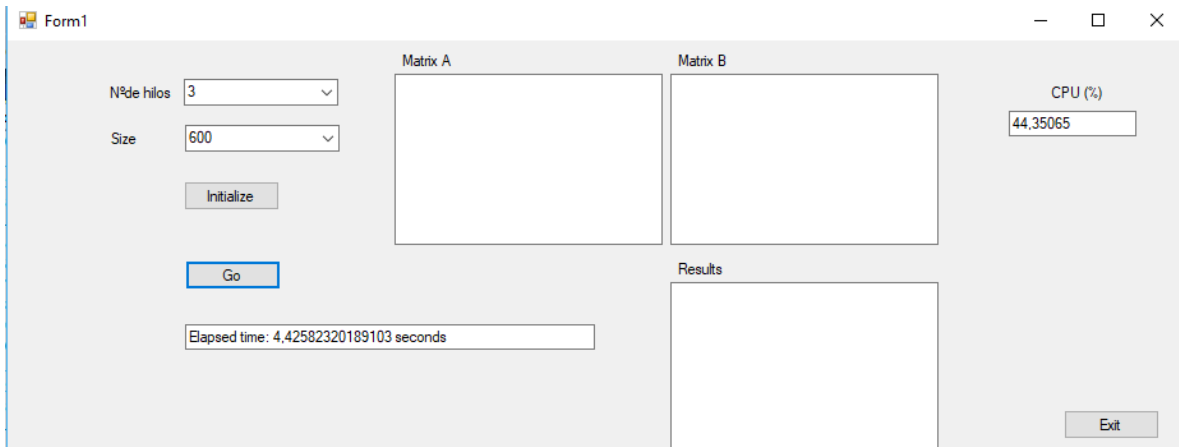 Form1
Matrix A
Matrix B
Nºde hilos
3
CPU (%)
44,35065
Size
600
Initialize
Go
Results
Elapsed time: 4,42582320189103 seconds
Exit